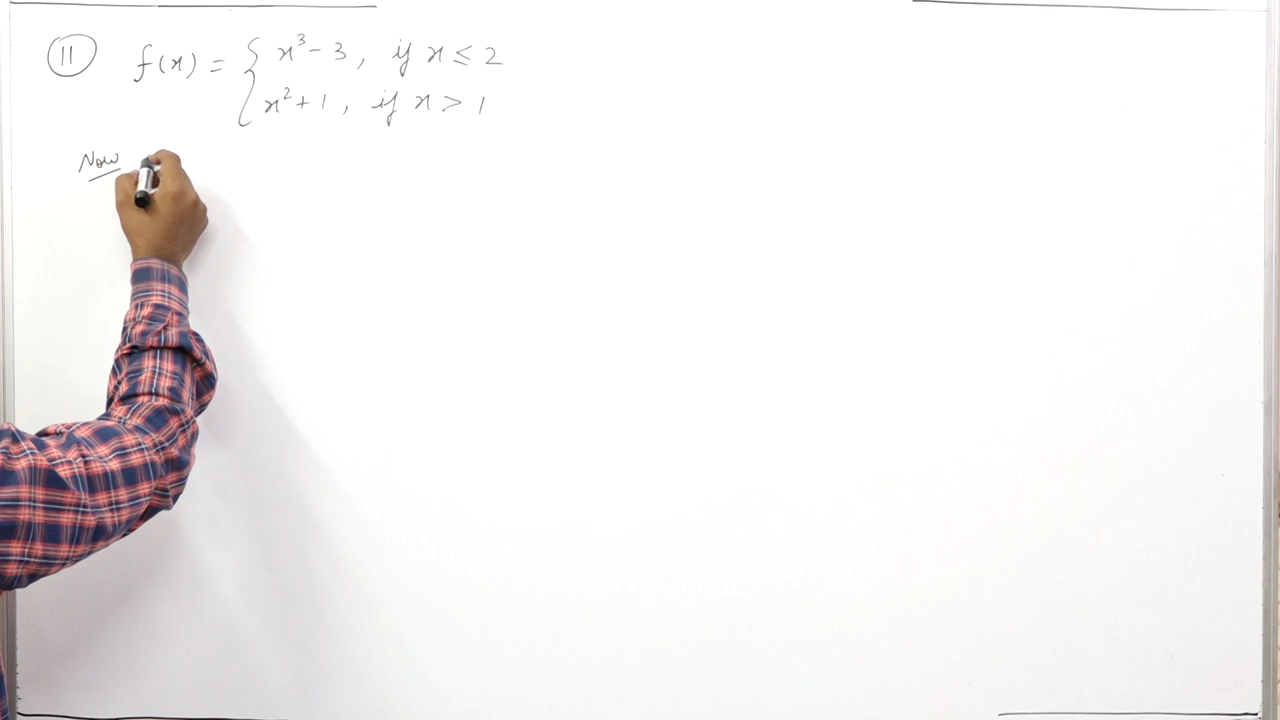 11 f(x) = { x³ - 3, if x ≤ 2
x² + 1, if x > 1
Now